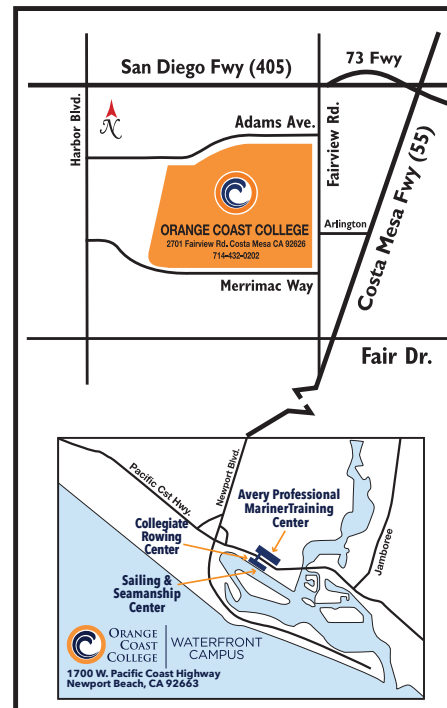 San Diego Fwy (405)
73 Fwy
Harbor Blvd.
N
Adams Ave.
Fairview Rd.
Costa Mesa Fwy (55)
ORANGE COAST COLLEGE
2701 Fairview Rd. Costa Mesa CA 92626
714-432-0202
Arlington
Merrimac Way
Fair Dr.
Pacific Cst Hwy.
Newport Blvd.
Avery Professional
MarinerTraining
Center
Collegiate
Rowing
Center
Jamboree
Sailing &
Seamanship
Center
ORANGE
COAST
COLLEGE
WATERFRONT
CAMPUS
1700 W. Pacific Coast Highway
Newport Beach, CA 92663